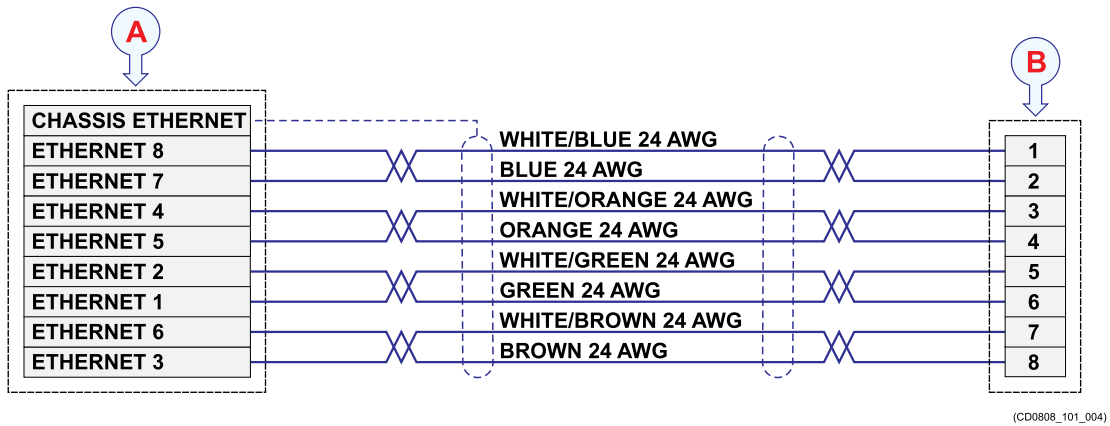 A
B
CHASSIS ETHERNET
ETHERNET 8
WHITE/BLUE 24 AWG
1
ETHERNET 7
BLUE 24 AWG
2
ETHERNET 4
WHITE/ORANGE 24 AWG
3
ETHERNET 5
ORANGE 24 AWG
4
ETHERNET 2
WHITE/GREEN 24 AWG
5
ETHERNET 1
GREEN 24 AWG
6
ETHERNET 6
WHITE/BROWN 24 AWG
7
ETHERNET 3
BROWN 24 AWG
8
(CD0808_101_004)